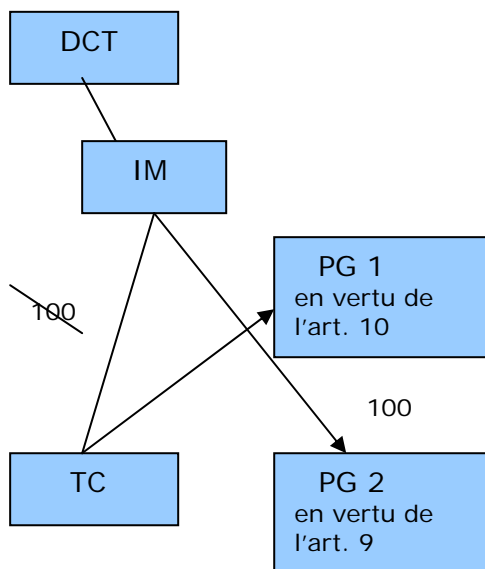 DCT
IM
PG 1
en vertu de
l'art. 10
100
100
TC
PG 2
en vertu de
l'art. 9